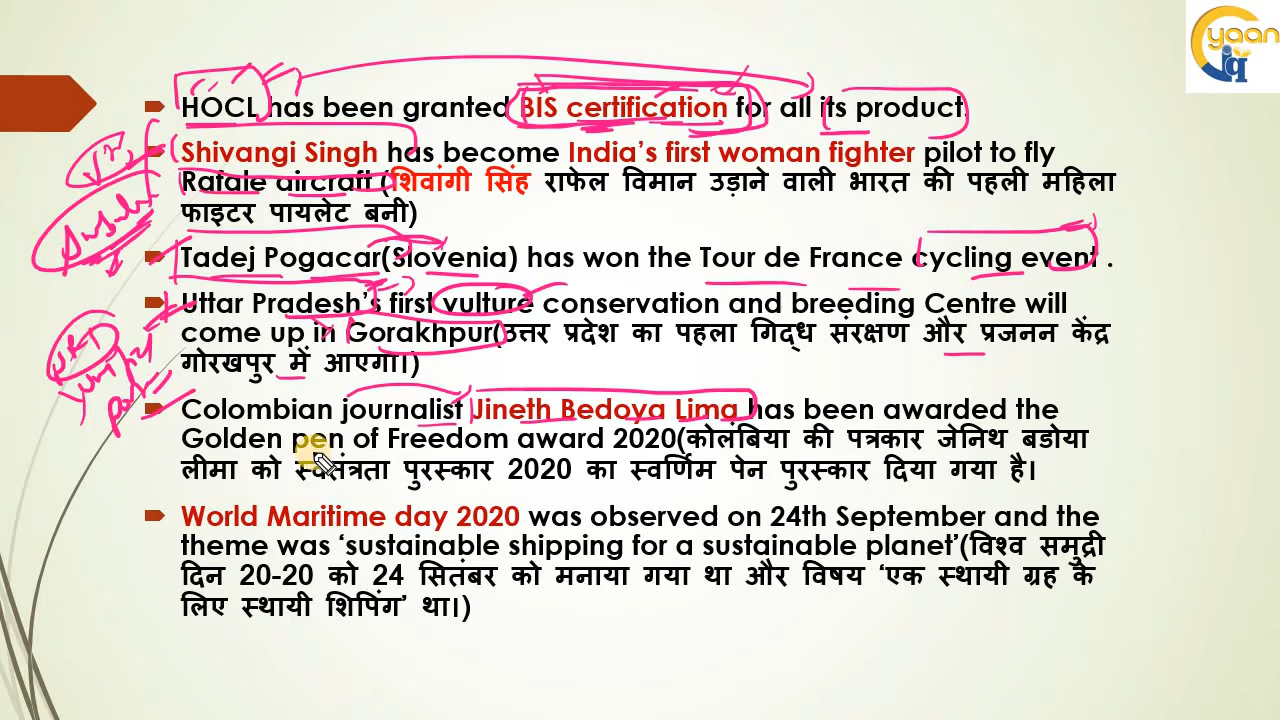 yaan
iq
HOCL has been granted BIS certification for all its product.
Shivangi Singh has become India's first woman fighter pilot to fly
Rafale aircraft (शिवांगी सिंह राफेल विमान उड़ाने वाली भारत की पहली महिला
फाइटर पायलेट बनी)
Tadej Pogacar(Slovenia) has won the Tour de France cycling event .
Uttar Pradesh's first vulture conservation and breeding Centre will
come up in Gorakhpur(उत्तर प्रदेश का पहला गिद्ध संरक्षण और प्रजनन केंद्र
गोरखपुर में आएगा।)
Colombian journalist Jineth Bedoya Lima has been awarded the
Golden pen of Freedom award 2020(कोलंबिया की पत्रकार जेनिथ बडोया
लीमा को स्वतंत्रता पुरस्कार 2020 का स्वर्णिम पेन पुरस्कार दिया गया है।
World Maritime day 2020 was observed on 24th September and the
theme was ‘sustainable shipping for a sustainable planet’(विश्व समुद्री
दिन 20-20 को 24 सितंबर को मनाया गया था और विषय ‘एक स्थायी ग्रह के
लिए स्थायी शिपिंग’ था।)